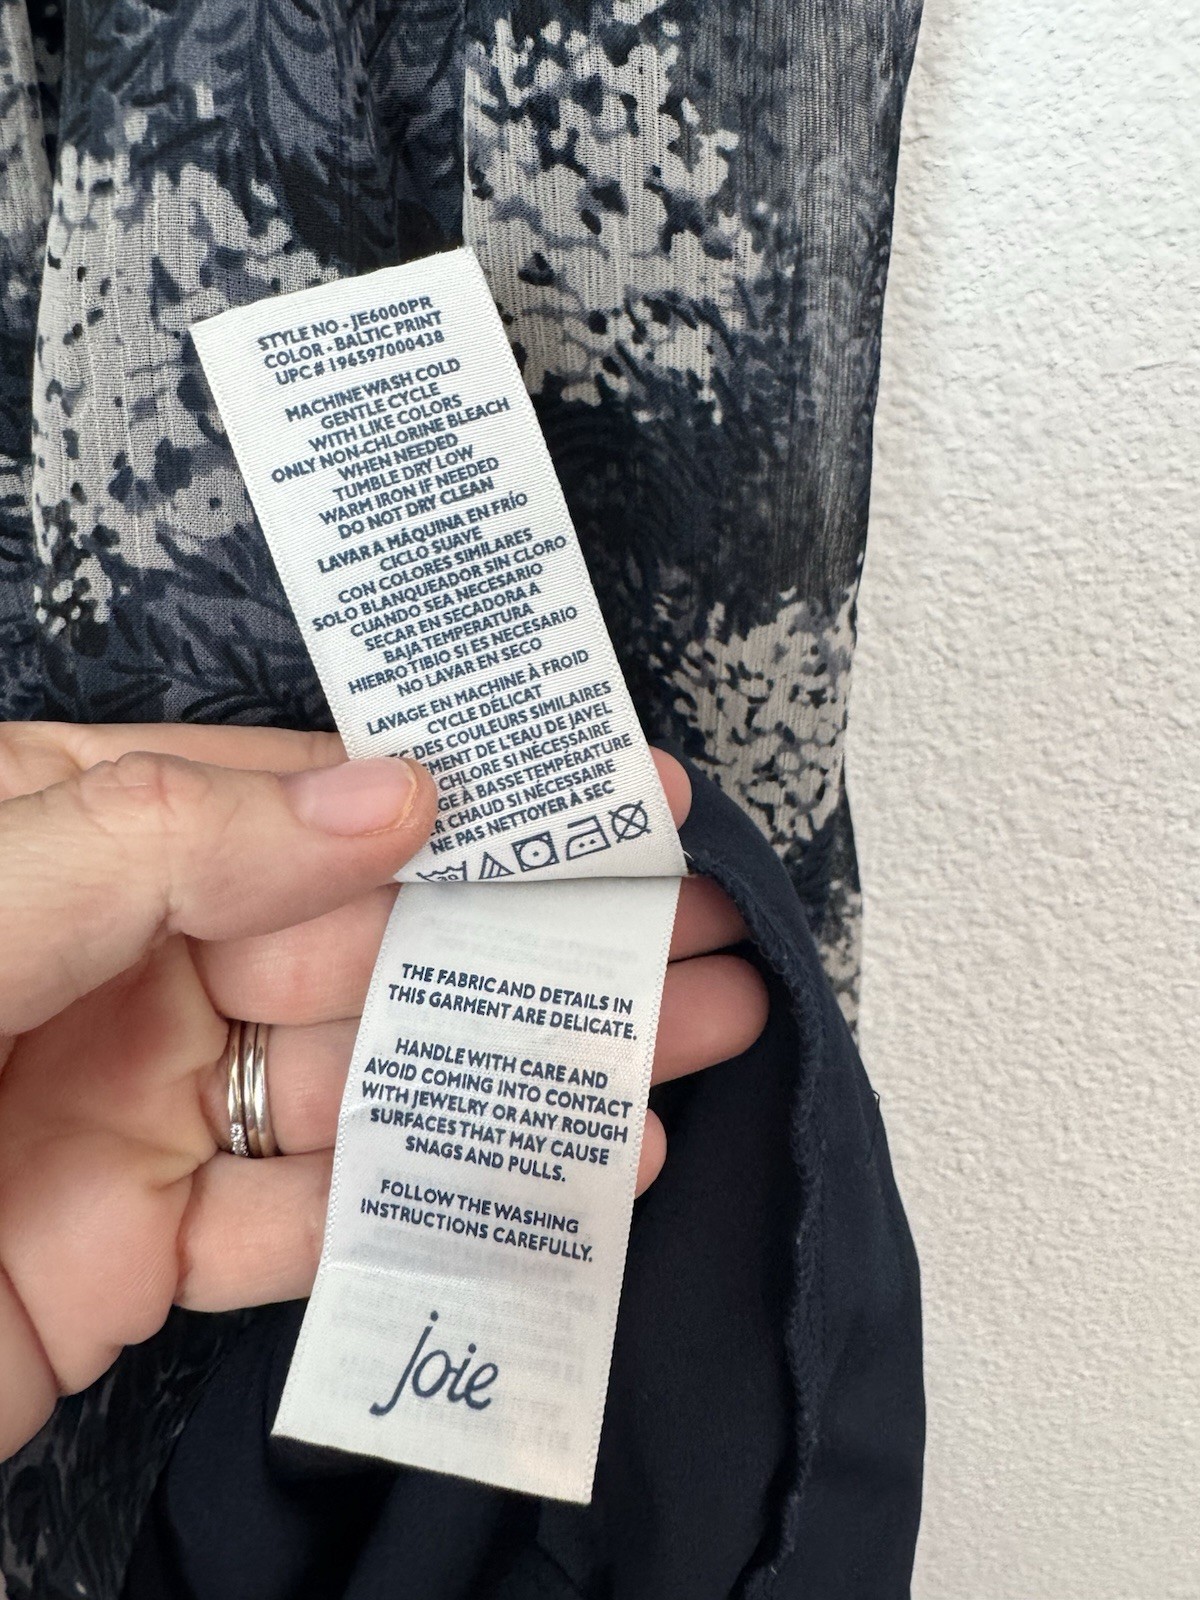 STYLE NO - JE6000PR
COLOR - BALTIC PRINT
UPC# 196597000438
MACHINE WASH COLD
GENTLE CYCLE
WITH LIKE COLORS
ONLY NON-CHLORINE BLEACH
WHEN NEEDED
TUMBLE DRY LOW
WARM IRON IF NEEDED
DO NOT DRY CLEAN
LAVAR A MÁQUINA EN FRÍO
CICLO SUAVE
CON COLORES SIMILARES
SOLO BLANQUEADOR SIN CLORO
CUANDO SEA NECESARIO
SECAR EN SECADORA A
BAJA TEMPERATURA
HIERRO TIBIO SI ES NECESARIO
NO LAVAR EN SECO
LAVAGE EN MACHINE À FROID
CYCLE DÉLICAT
DES COULEURS SIMILAIRES
DE L'EAU DE JAVEL
CHLORE SI NÉCESSAIRE
À BASSE TEMPÉRATURE
CHAUD SI NÉCESSAIRE
NE PAS NETTOYER À SEC
30
THE FABRIC AND DETAILS IN
THIS GARMENT ARE DELICATE.
HANDLE WITH CARE AND
AVOID COMING INTO CONTACT
WITH JEWELRY OR ANY ROUGH
SURFACES THAT MAY CAUSE
SNAGS AND PULLS.
FOLLOW THE WASHING
INSTRUCTIONS CAREFULLY.
joie